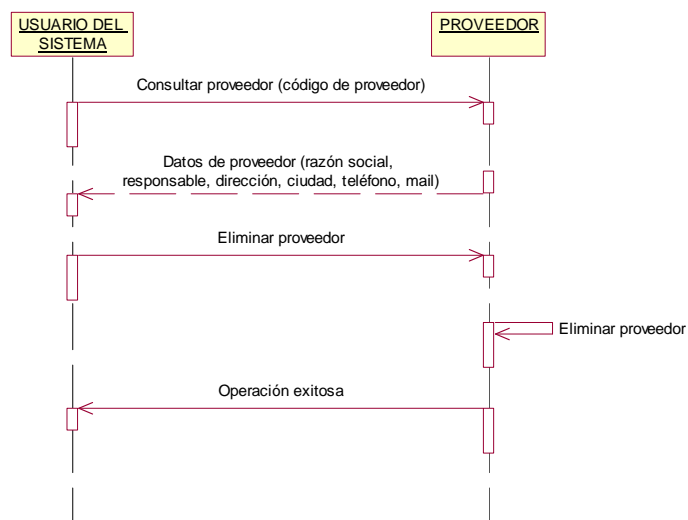 USUARIO DEL
SISTEMA
PROVEEDOR
Consultar proveedor (código de proveedor)
Datos de proveedor (razón social,
responsable, dirección, ciudad, teléfono, mail)
Eliminar proveedor
Eliminar proveedor
Operación exitosa